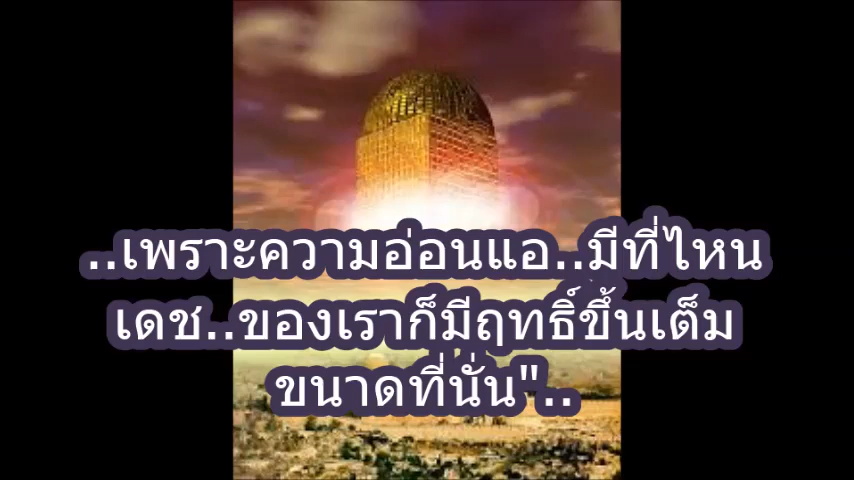 ..เพราะความอ่อนแอ..มีที่ไหน
เดช..ของเราก็มีฤทธิ์ขึ้นเต็ม
ขนาดที่นั่น"..